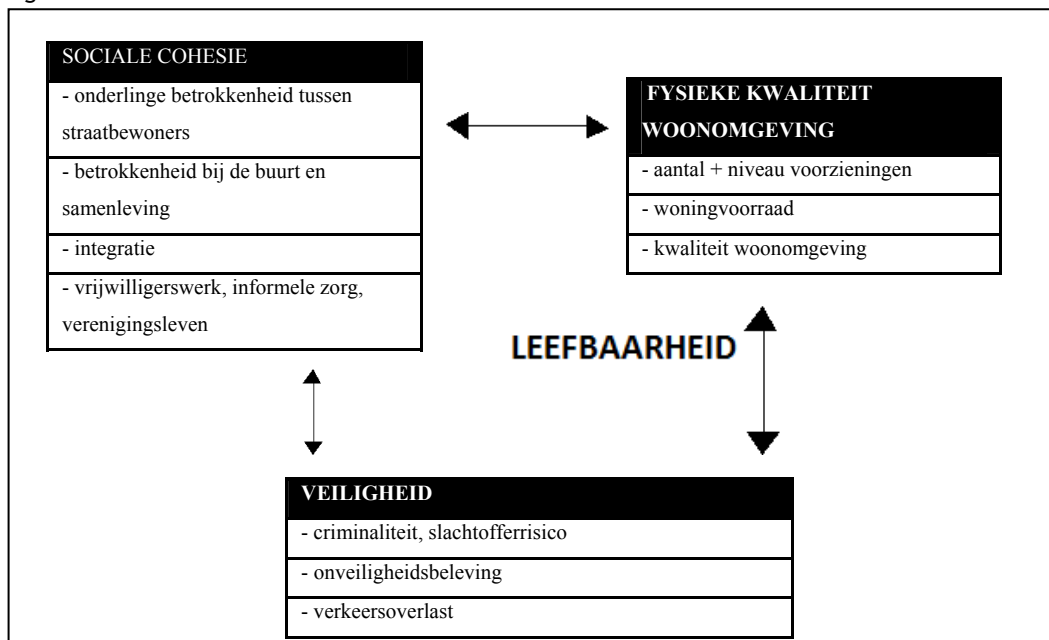 SOCIALE COHESIE
- onderlinge betrokkenheid tussen
straatbewoners
- betrokkenheid bij de buurt en
samenleving
- integratie
- vrijwilligerswerk, informele zorg,
verenigingsleven
FYSIEKE KWALITEIT
WOONOMGEVING
- aantal + niveau voorzieningen
- woningvoorraad
- kwaliteit woonomgeving
LEEFBAARHEID
VEILIGHEID
- criminaliteit, slachtofferrisico
- onveiligheidsbeleving
- verkeersoverlast